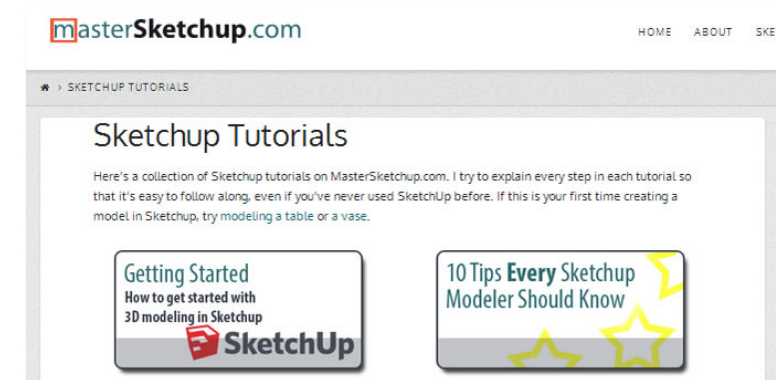 masterSketchup.com
HOME ABOUT SKE
> SKETCHUP TUTORIALS
Sketchup Tutorials
Here's a collection of Sketchup tutorials on MasterSketchup.com. I try to explain every step in each tutorial so
that it's easy to follow along, even if you've never used SketchUp before. If this is your first time creating a
model in Sketchup, try modeling a table or a vase.
Getting Started
How to get started with
3D modeling in Sketchup
SketchUp
10 Tips Every Sketchup
Modeler Should Know